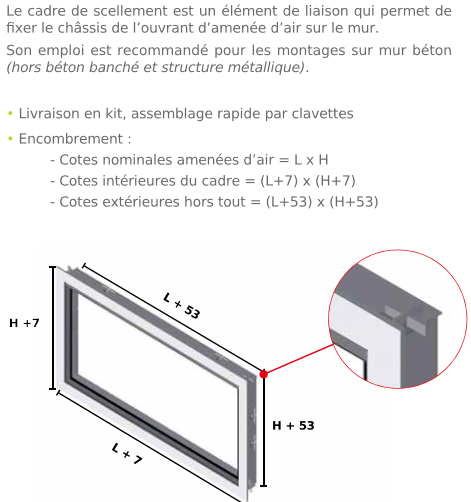 Le cadre de scellement est un élément de liaison qui permet de
fixer le châssis de l’ouvrant d’amenée d’air sur le mur.
Son emploi est recommandé pour les montages sur mur béton
(hors béton banché et structure métallique).
• Livraison en kit, assemblage rapide par clavettes
• Encombrement :
- Cotes nominales amenées d’air = L x H
- Cotes intérieures du cadre = (L+7) x (H+7)
- Cotes extérieures hors tout = (L+53) x (H+53)
L + 53
H +7
H + 53
L + 7